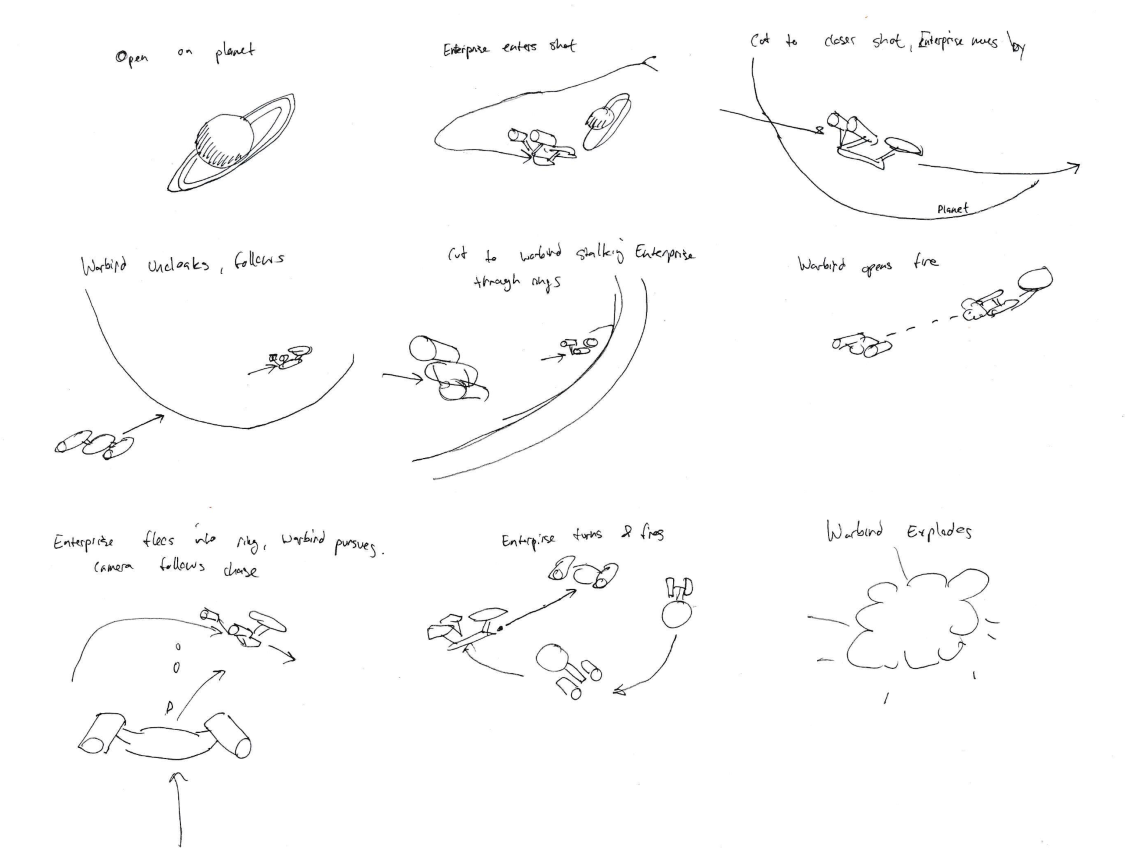 Open on planet
Enterprise enters shot
Cut to closer shot, Enterprise moves by
Planet
Warbird Uncloaks, follows
Cut to warbird stalking Enterprise
through rings
Warbird opens fire
Enterprise flees into ring, Warbird pursues.
Camera follows chase
Enterpirse turns & fires
Warbird Explodes